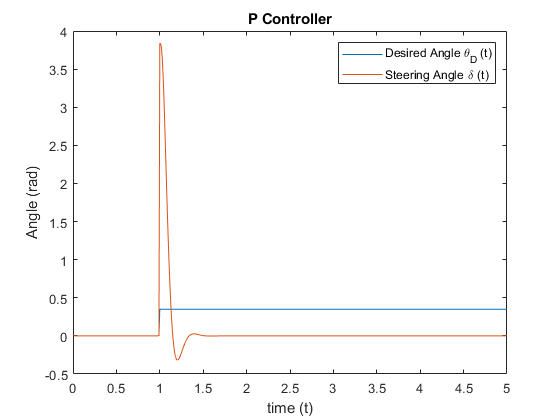 P Controller
Desired Angle θ_D (t)
Steering Angle δ (t)
Angle (rad)
4
3.5
3
2.5
2
1.5
1
0.5
0
-0.5
0 0.5 1 1.5 2 2.5 3 3.5 4 4.5 5
time (t)